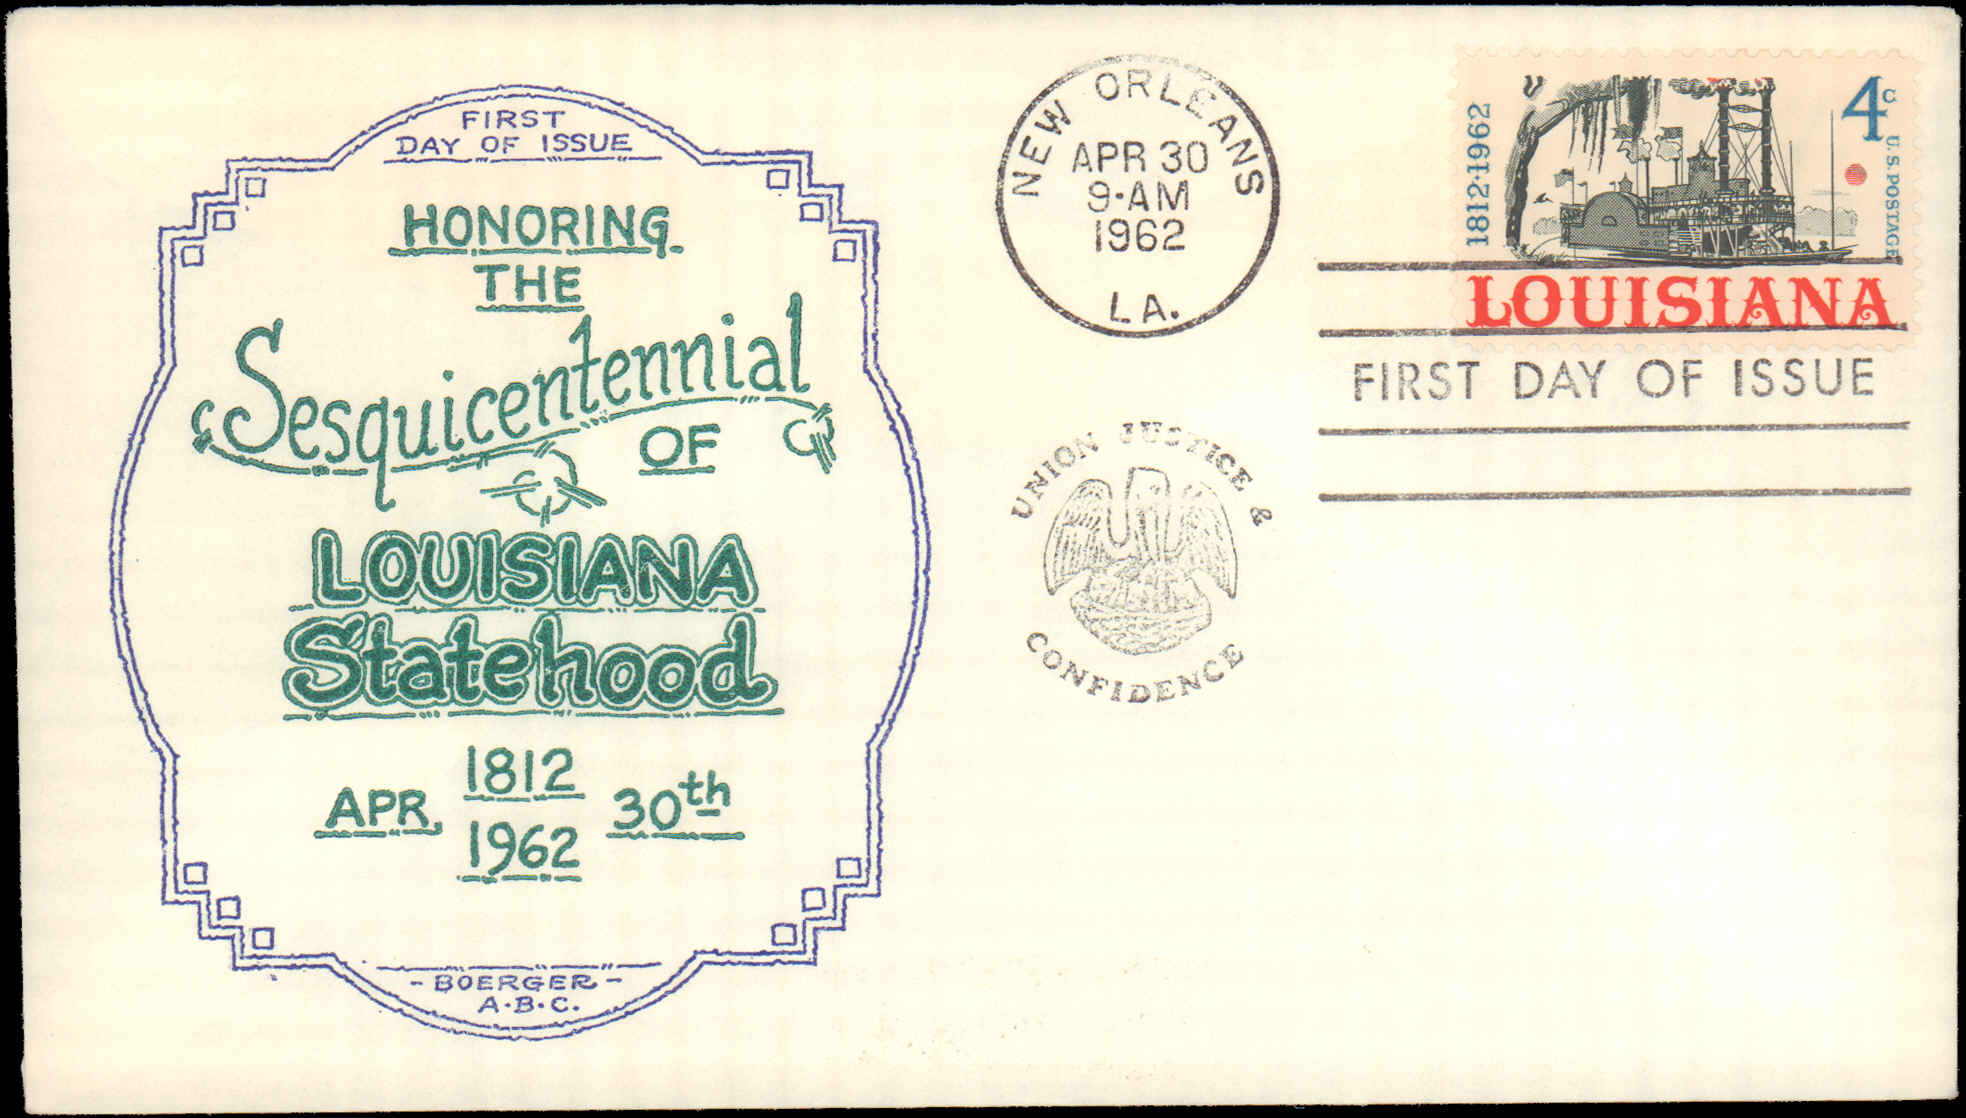 FIRST
DAY OF ISSUE
HONORING
THE
Sesquicentennial
OF
LOUISIANA
Statehood
APR. 1812 1962 30th
- BOERGER -
A.B.C.
NEW ORLEANS
APR 30
9-AM
1962
LA.
UNION JUSTICE &
CONFIDENCE
1812·1962
4c
U.S. POSTAGE
LOUISIANA
FIRST DAY OF ISSUE